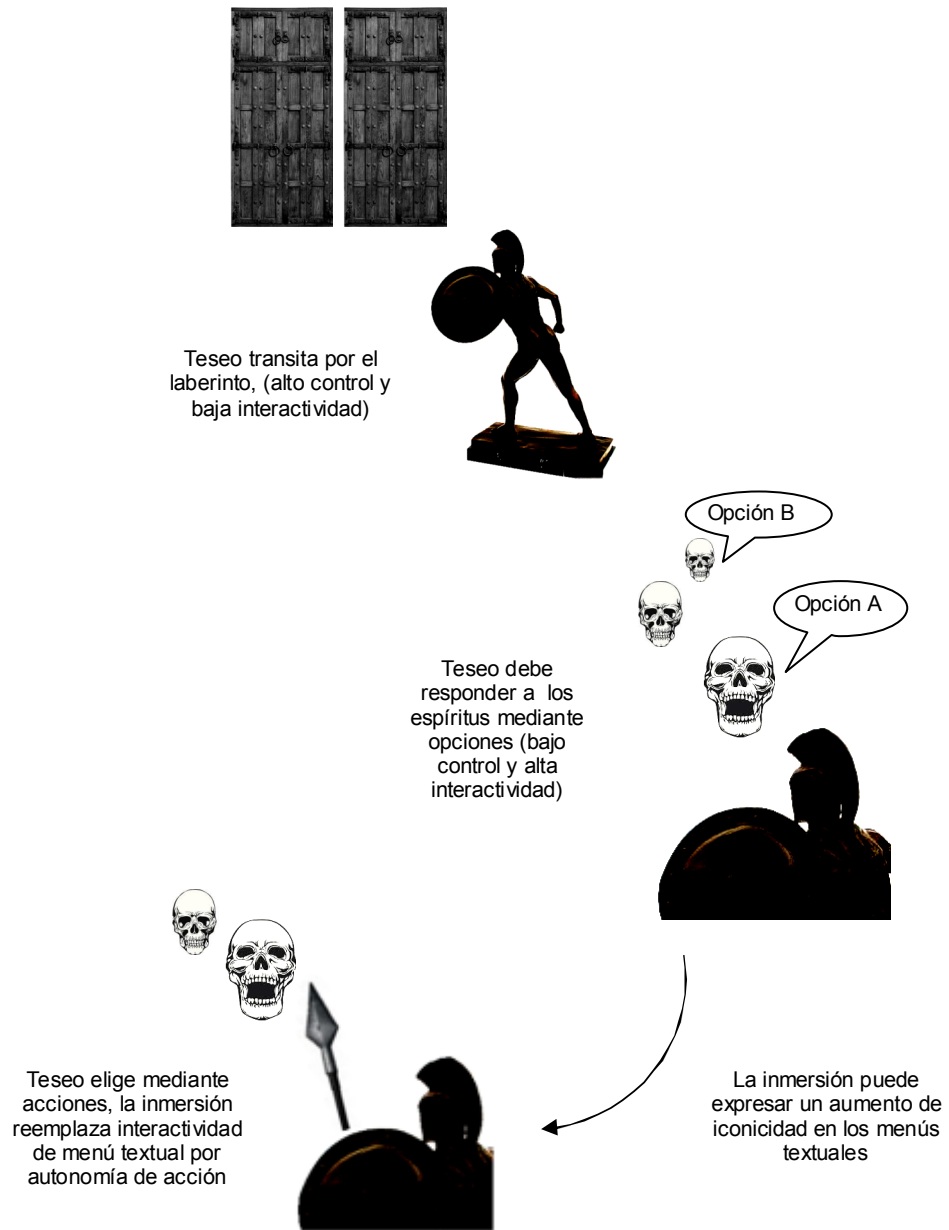 Teseo transita por el
laberinto, (alto control y
baja interactividad)
Opción B
Opción A
Teseo debe
responder a los
espíritus mediante
opciones (bajo
control y alta
interactividad)
Teseo elige mediante
acciones, la inmersión
reemplaza interactividad
de menú textual por
autonomía de acción
La inmersión puede
expresar un aumento de
iconicidad en los menús
textuales